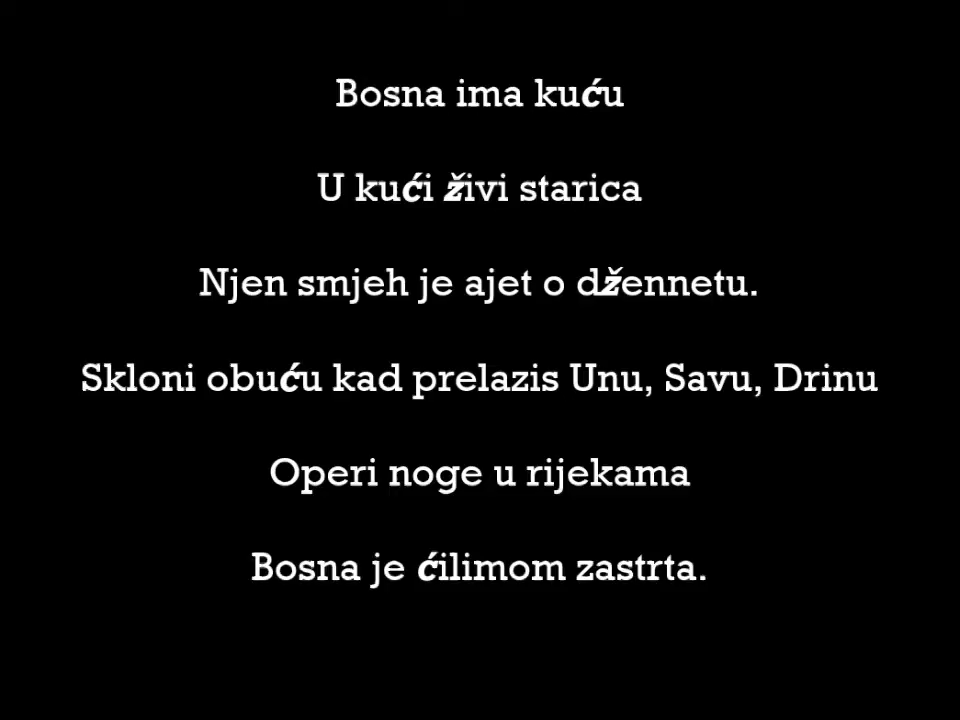 Bosna ima kuću
U kući živi starica
Njen smjeh je ajet o džennetu.
Skloni obuću kad prelazis Unu, Savu, Drinu
Operi noge u rijekama
Bosna je ćilimom zastrta.